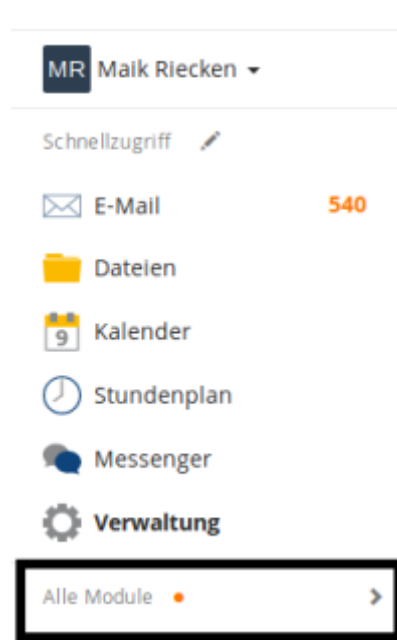 MR Maik Riecken
Schnellzugriff
E-Mail 540
Dateien
9 Kalender
Stundenplan
Messenger
Verwaltung
Alle Module